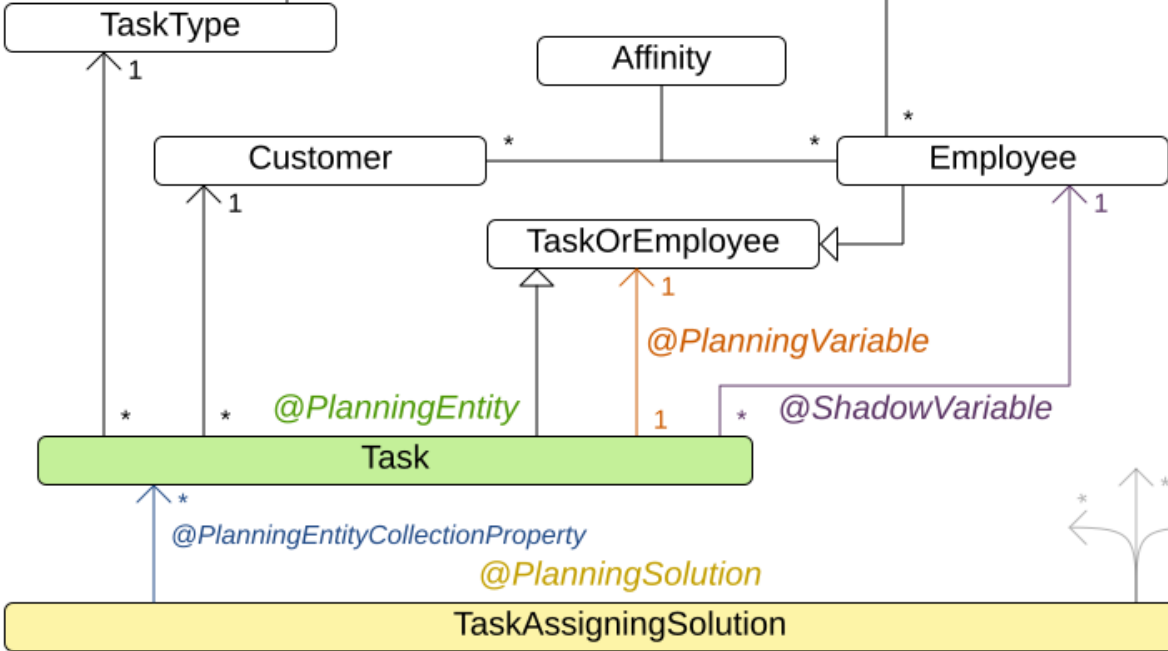 TaskType
1
Affinity
*
* *
Customer
Employee
1
1
TaskOrEmployee
1
@PlanningVariable
@PlanningEntity
* *
1
*
@ShadowVariable
Task
*
@PlanningEntityCollectionProperty
* *
@PlanningSolution
TaskAssigningSolution